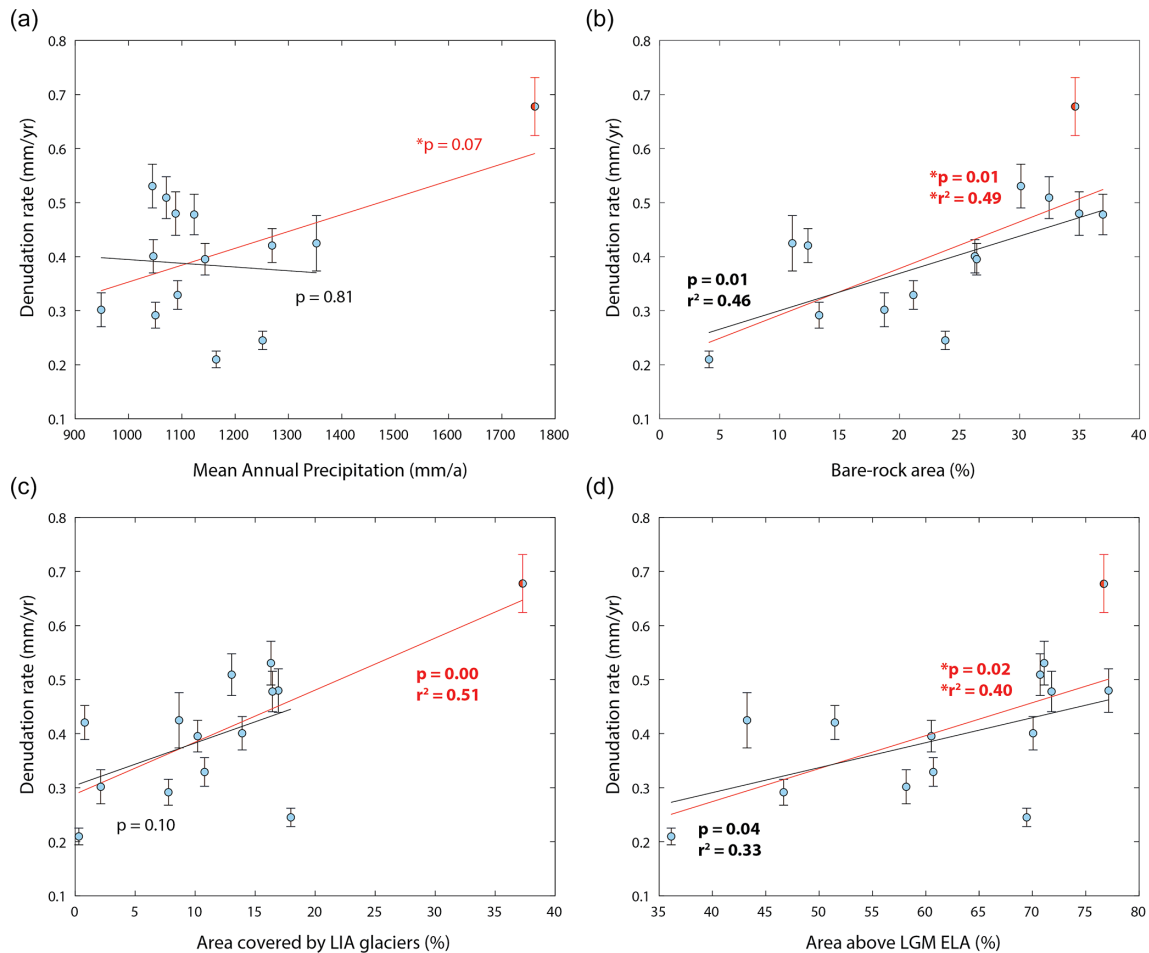 (a)
0.8
0.7
0.6
0.5
0.4
0.3
0.2
0.1
Denudation rate (mm/yr)
*p = 0.07
p = 0.81
900 1000 1100 1200 1300 1400 1500 1600 1700 1800
Mean Annual Precipitation (mm/a)
(b)
0.8
0.7
0.6
0.5
0.4
0.3
0.2
0.1
Denudation rate (mm/yr)
*p = 0.01
*r² = 0.49
p = 0.01
r² = 0.46
0 5 10 15 20 25 30 35 40
Bare-rock area (%)
(c)
0.8
0.7
0.6
0.5
0.4
0.3
0.2
0.1
Denudation rate (mm/yr)
p = 0.00
r² = 0.51
p = 0.10
0 5 10 15 20 25 30 35 40
Area covered by LIA glaciers (%)
(d)
0.8
0.7
0.6
0.5
0.4
0.3
0.2
0.1
Denudation rate (mm/yr)
*p = 0.02
*r² = 0.40
p = 0.04
r² = 0.33
35 40 45 50 55 60 65 70 75 80
Area above LGM ELA (%)